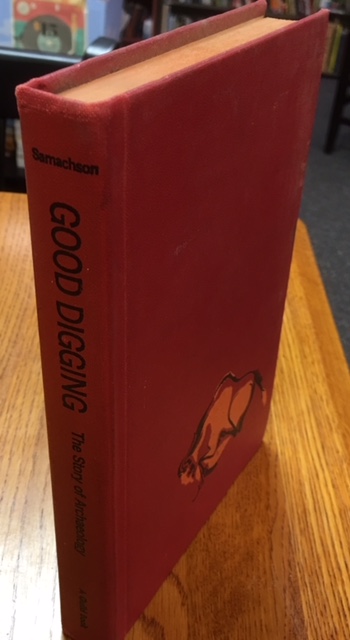 Samachson
GOOD DIGGING
The Story of Archaeology